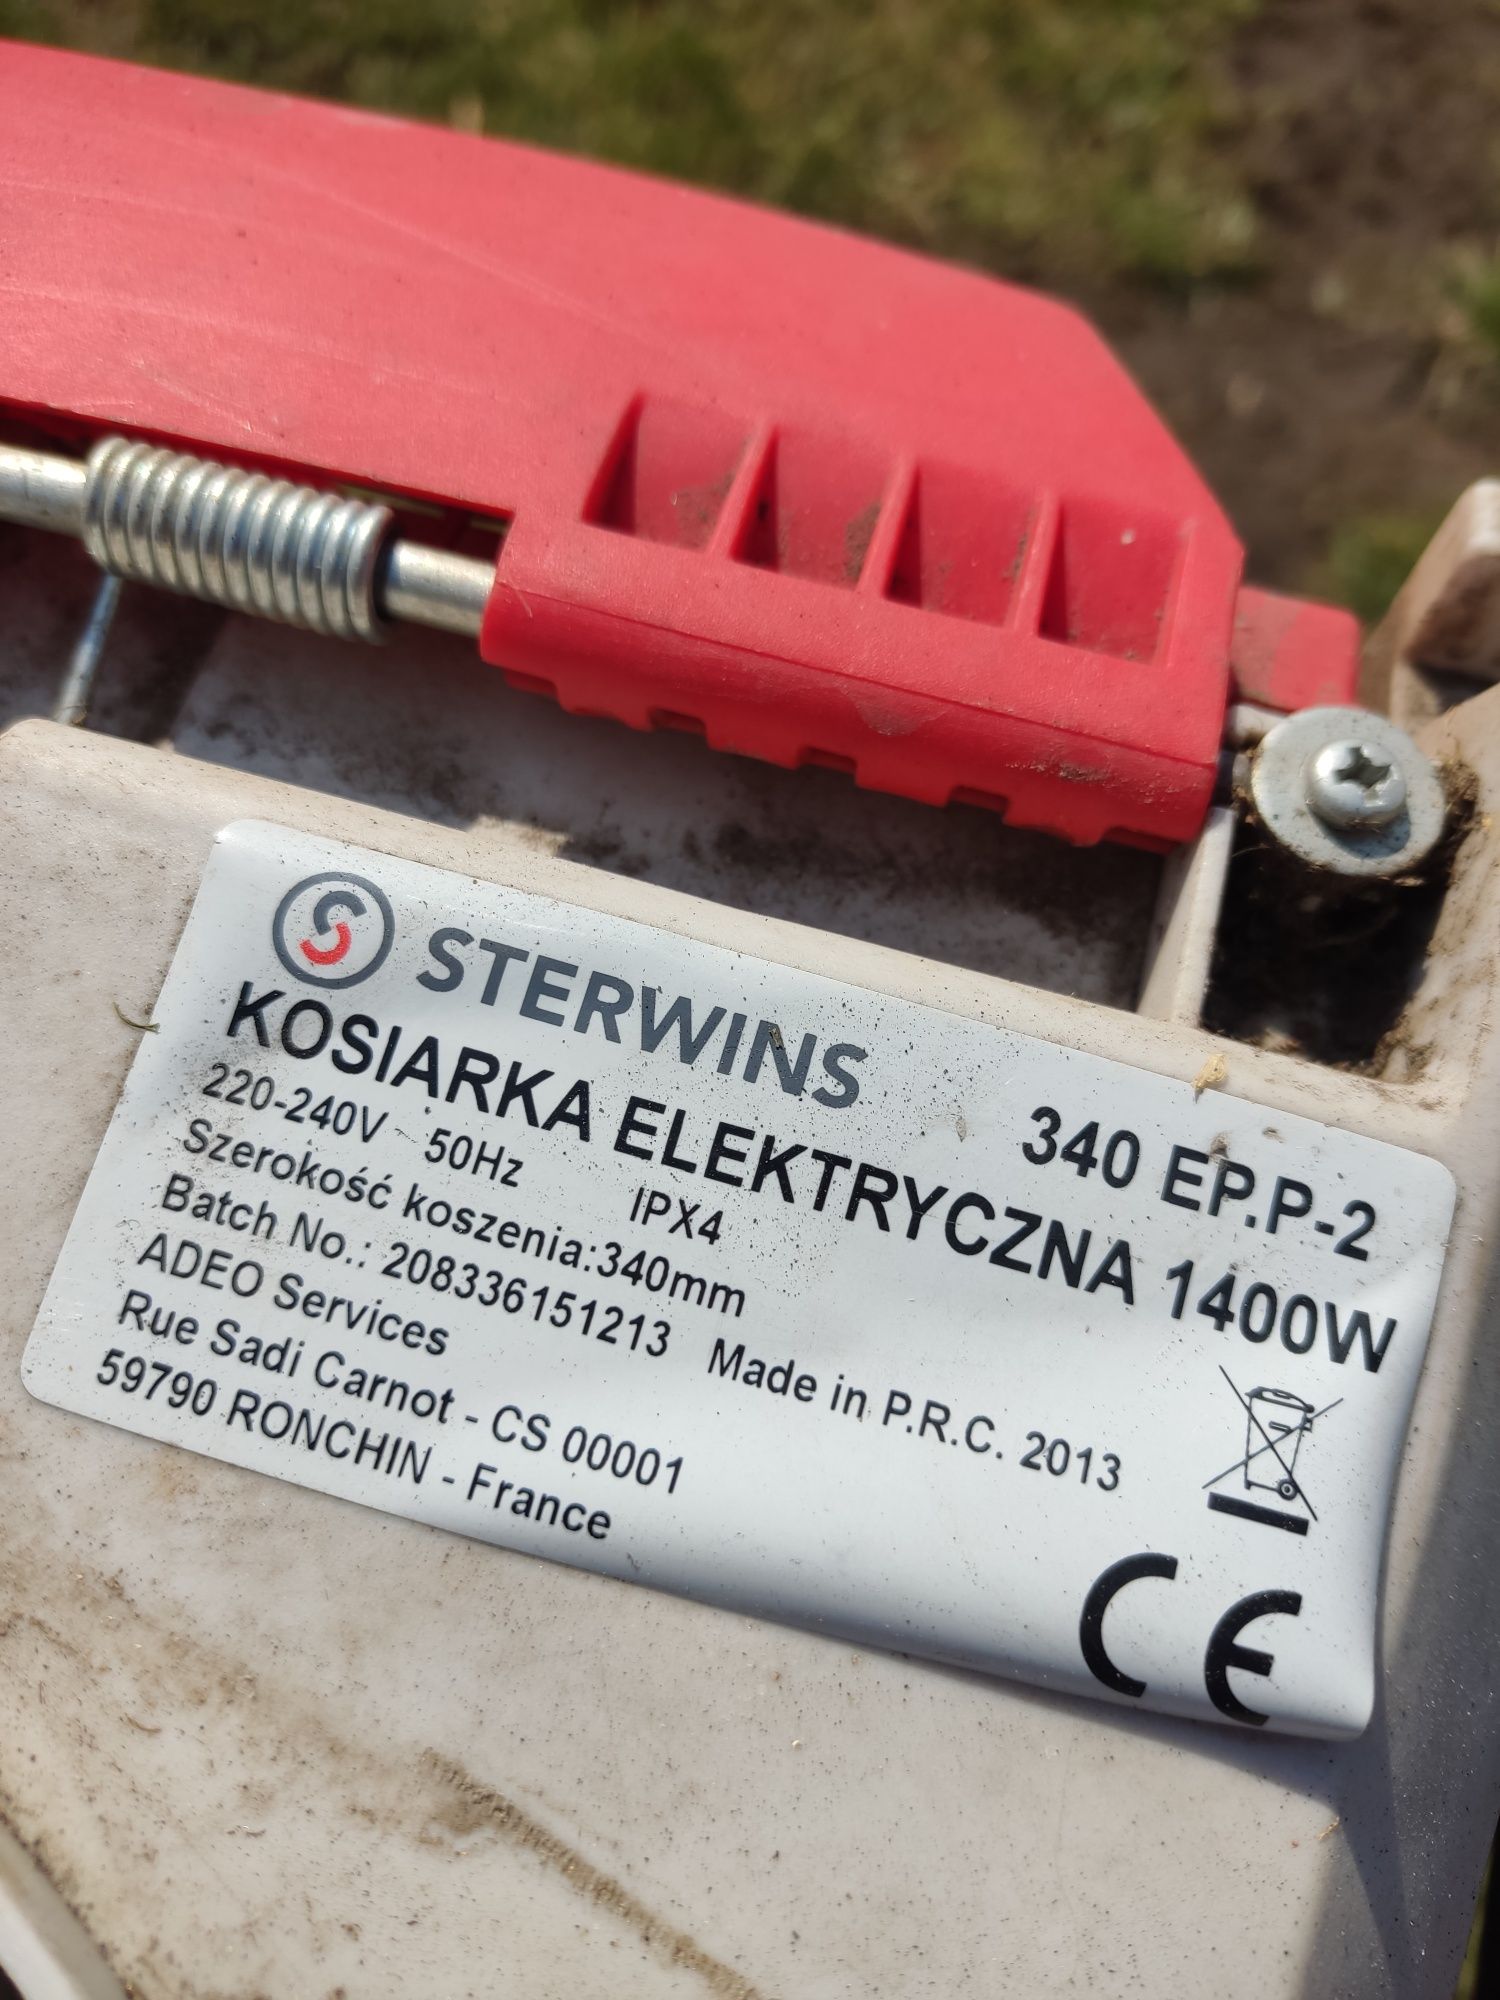 STERWINS
340 EP.P-2
KOSIARKA ELEKTRYCZNA 1400W
220-240V ~ 50Hz IPX4
Szerokość koszenia:340mm
Batch No.: 208336151213 Made in P.R.C. 2013
ADEO Services
Rue Sadi Carnot - CS 00001
59790 RONCHIN - France
CE